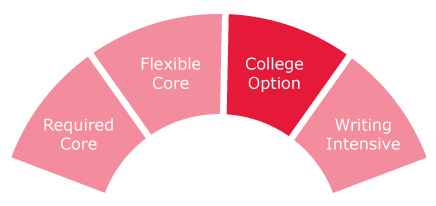 Required
Core
Flexible
Core
College
Option
Writing
Intensive